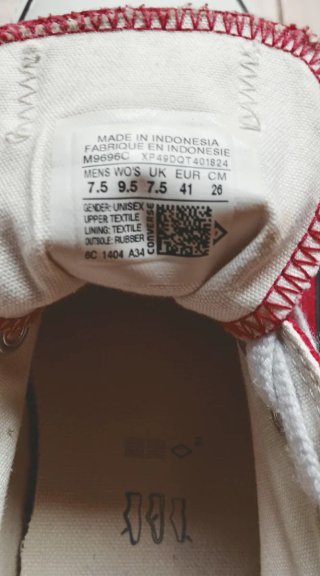 MADE IN INDONESIA
FABRIQUE EN INDONESIE
M9696C XP49DQT401824
MENS WO'S UK EUR CM
7.5 9.5 7.5 41 26
GENDER: UNISEX
UPPER: TEXTILE
LINING: TEXTILE
OUTSOLE: RUBBER
CONVERSE
6C 1404 A34